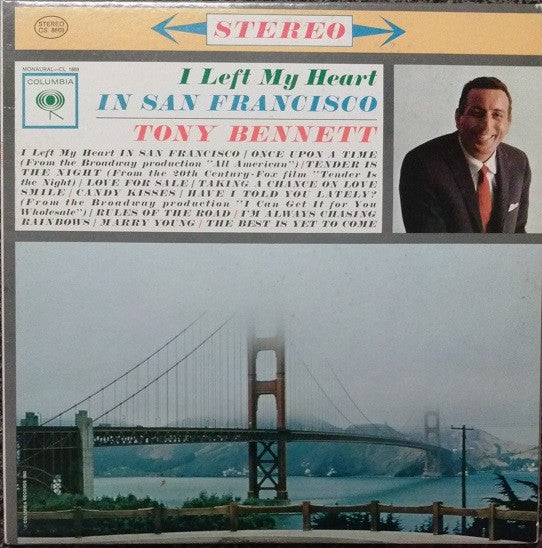 STEREO
STEREO
CS 8669
MONAURAL—CL 1869
COLUMBIA
I Left My Heart
IN SAN FRANCISCO
TONY BENNETT
I Left My Heart IN SAN FRANCISCO | ONCE UPON A TIME
(From the Broadway production "All American") | TENDER IS
THE NIGHT (From the 20th Century-Fox film "Tender Is
the Night) | LOVE FOR SALE | TAKING A CHANCE ON LOVE
SMILE | CANDY KISSES | HAVE I TOLD YOU LATELY?
(From the Broadway production "I Can Get It for You
Wholesale") | RULES OF THE ROAD | I'M ALWAYS CHASING
RAINBOWS | MARRY YOUNG | THE BEST IS YET TO COME